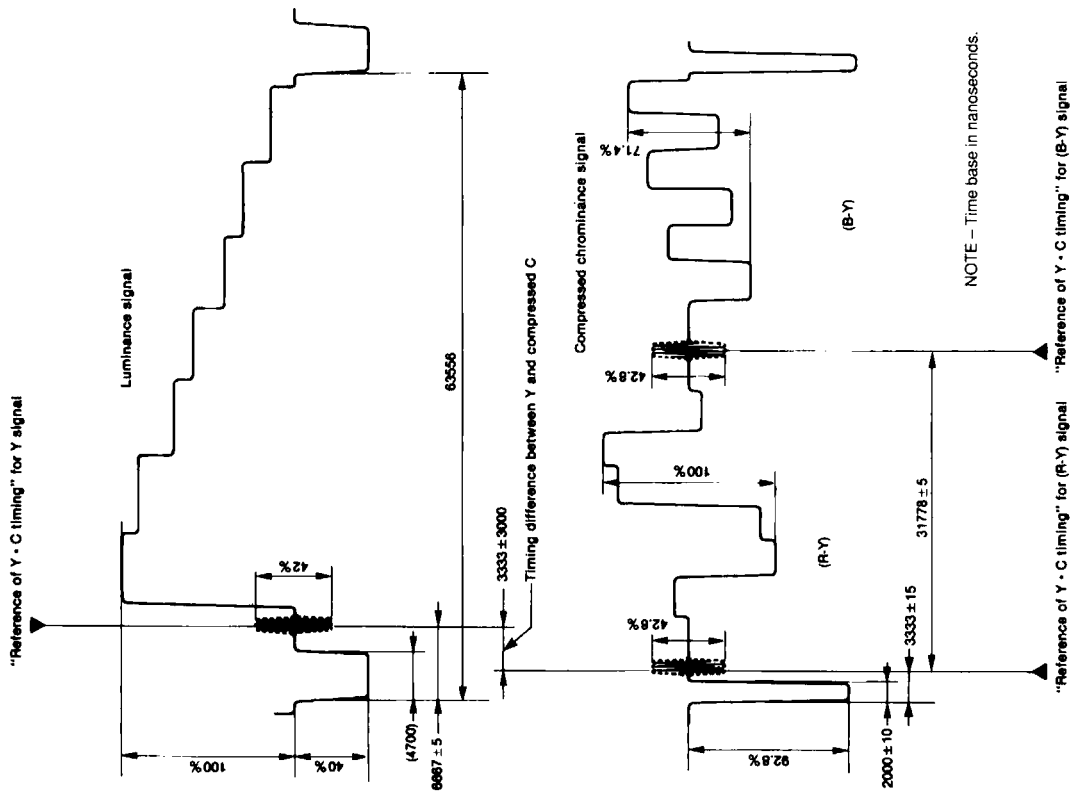 "Reference of Y • C timing" for Y signal
Luminance signal
100%
40%
42%
(4700)
6667 ± 5
63556
3333 ± 3000
Timing difference between Y and compressed C
Compressed chrominance signal
92.8%
42.8%
100%
42.8%
71.4%
(R-Y)
(B-Y)
2000 ± 10
3333 ± 15
31778 ± 5
NOTE – Time base in nanoseconds.
"Reference of Y • C timing" for (R-Y) signal
"Reference of Y • C timing" for (B-Y) signal